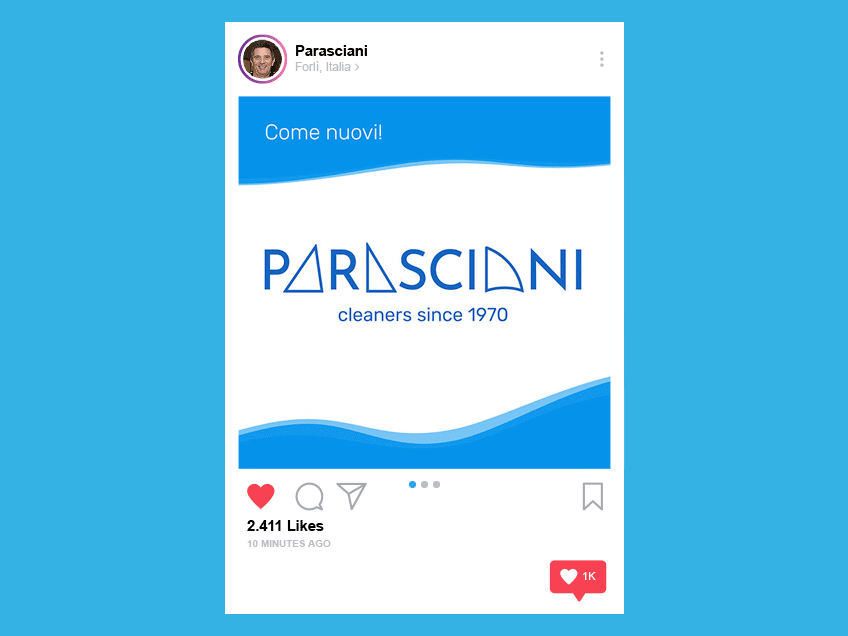 Parasciani
Forlì, Italia >
Come nuovi!
PARASCIANI
cleaners since 1970
2.411 Likes
10 MINUTES AGO
1K